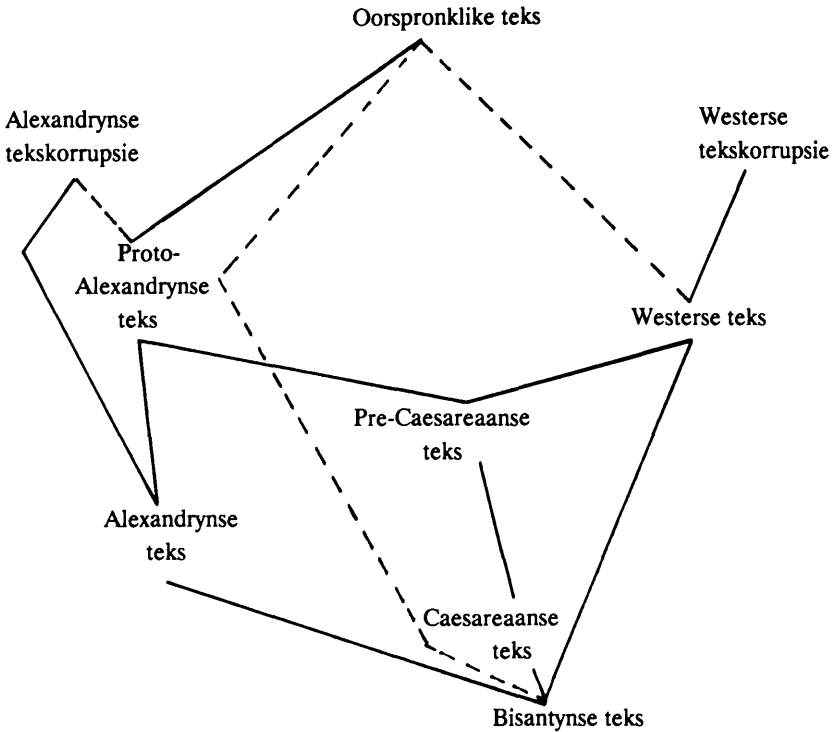 Oorspronklike teks
Alexandrynse
tekskorrupsie
Westerse
tekskorrupsie
Proto-
Alexandrynse
teks
Westerse teks
Pre-Caesareaanse
teks
Alexandrynse
teks
Caesareaanse
teks
Bisantynse teks